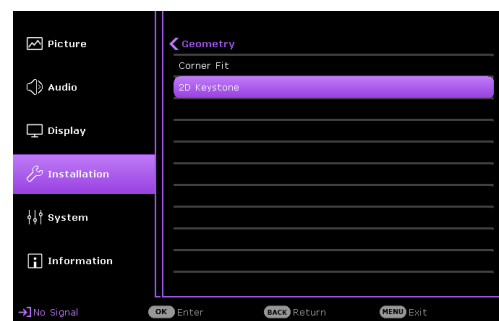 Picture
Audio
Display
Installation
System
Information
Geometry
Corner Fit
2D Keystone
No Signal
OK Enter
BACK Return
MENU Exit